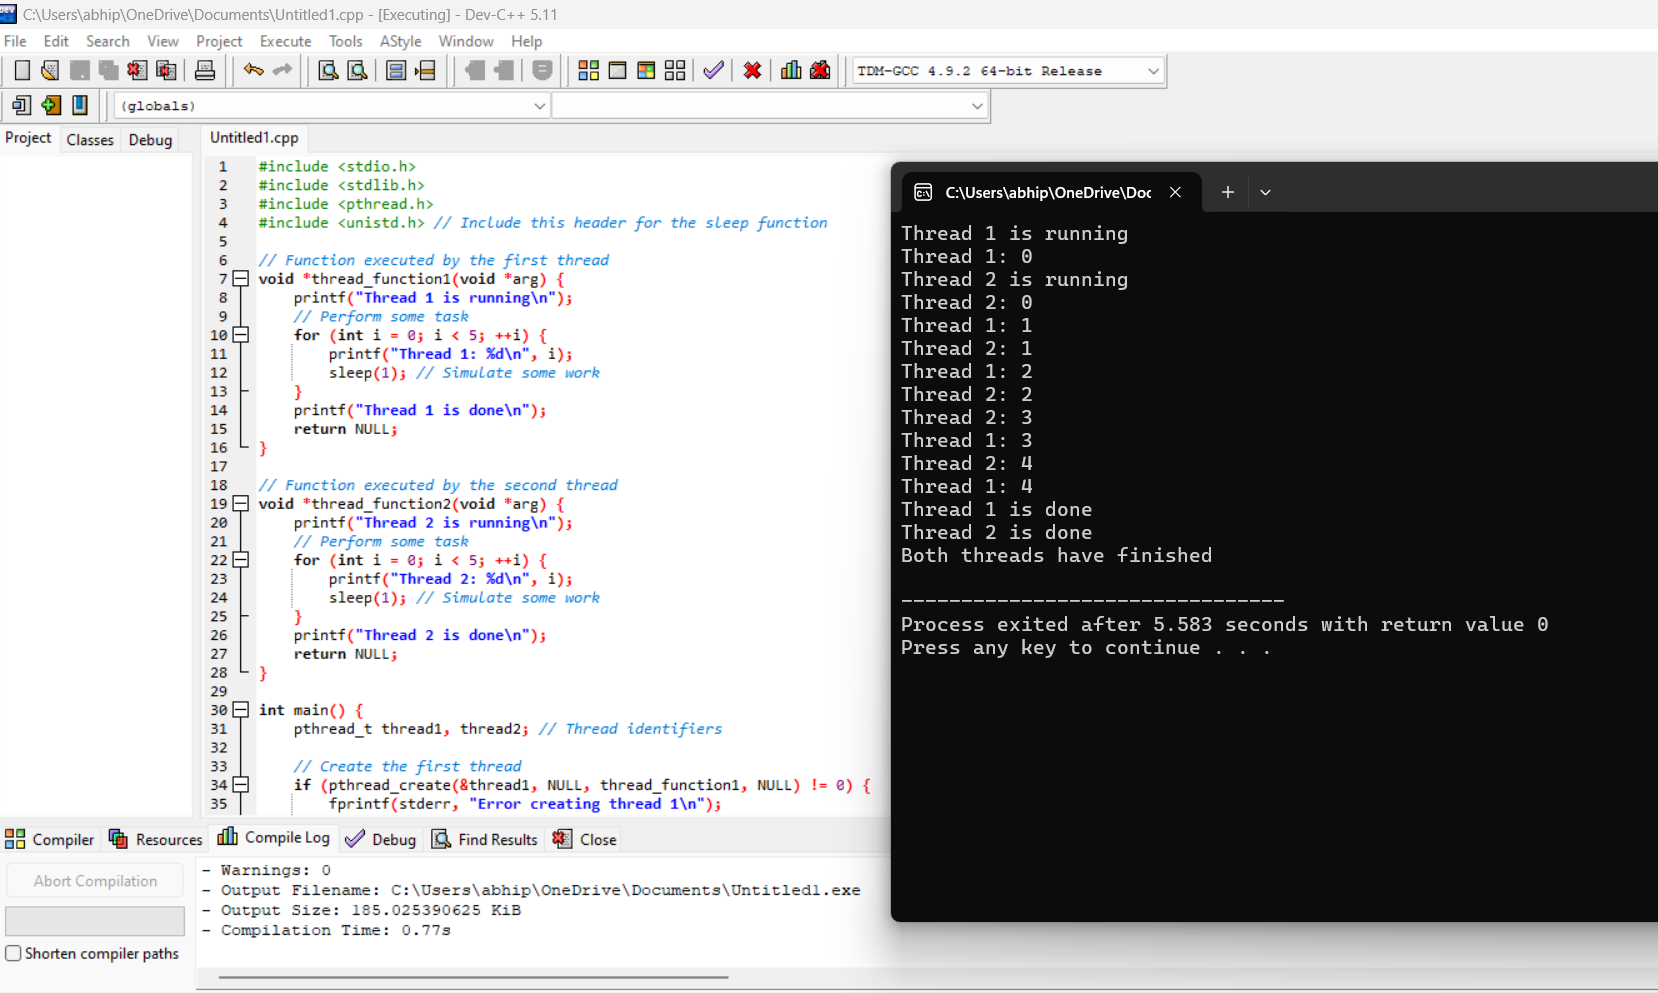 C:\Users\abhip\OneDrive\Documents\Untitled1.cpp - [Executing] - Dev-C++ 5.11
File Edit Search View Project Execute Tools AStyle Window Help
TDM-GCC 4.9.2 64-bit Release
(globals)
Project Classes Debug
Untitled1.cpp
1 #include <stdio.h>
2 #include <stdlib.h>
3 #include <pthread.h>
4 #include <unistd.h> // Include this header for the sleep function
5
6 // Function executed by the first thread
7 void *thread_function1(void *arg) {
8 printf("Thread 1 is running\n");
9 // Perform some task
10 for (int i = 0; i < 5; ++i) {
11 printf("Thread 1: %d\n", i);
12 sleep(1); // Simulate some work
13 }
14 printf("Thread 1 is done\n");
15 return NULL;
16 }
17
18 // Function executed by the second thread
19 void *thread_function2(void *arg) {
20 printf("Thread 2 is running\n");
21 // Perform some task
22 for (int i = 0; i < 5; ++i) {
23 printf("Thread 2: %d\n", i);
24 sleep(1); // Simulate some work
25 }
26 printf("Thread 2 is done\n");
27 return NULL;
28 }
29
30 int main() {
31 pthread_t thread1, thread2; // Thread identifiers
32
33 // Create the first thread
34 if (pthread_create(&thread1, NULL, thread_function1, NULL) != 0) {
35 fprintf(stderr, "Error creating thread 1\n");
C:\Users\abhip\OneDrive\Doc
Thread 1 is running
Thread 1: 0
Thread 2 is running
Thread 2: 0
Thread 1: 1
Thread 2: 1
Thread 1: 2
Thread 2: 2
Thread 2: 3
Thread 1: 3
Thread 2: 4
Thread 1: 4
Thread 1 is done
Thread 2 is done
Both threads have finished
--------------------------------
Process exited after 5.583 seconds with return value 0
Press any key to continue . . .
Compiler Resources Compile Log Debug Find Results Close
Abort Compilation
Shorten compiler paths
- Warnings: 0
- Output Filename: C:\Users\abhip\OneDrive\Documents\Untitled1.exe
- Output Size: 185.025390625 KiB
- Compilation Time: 0.77s